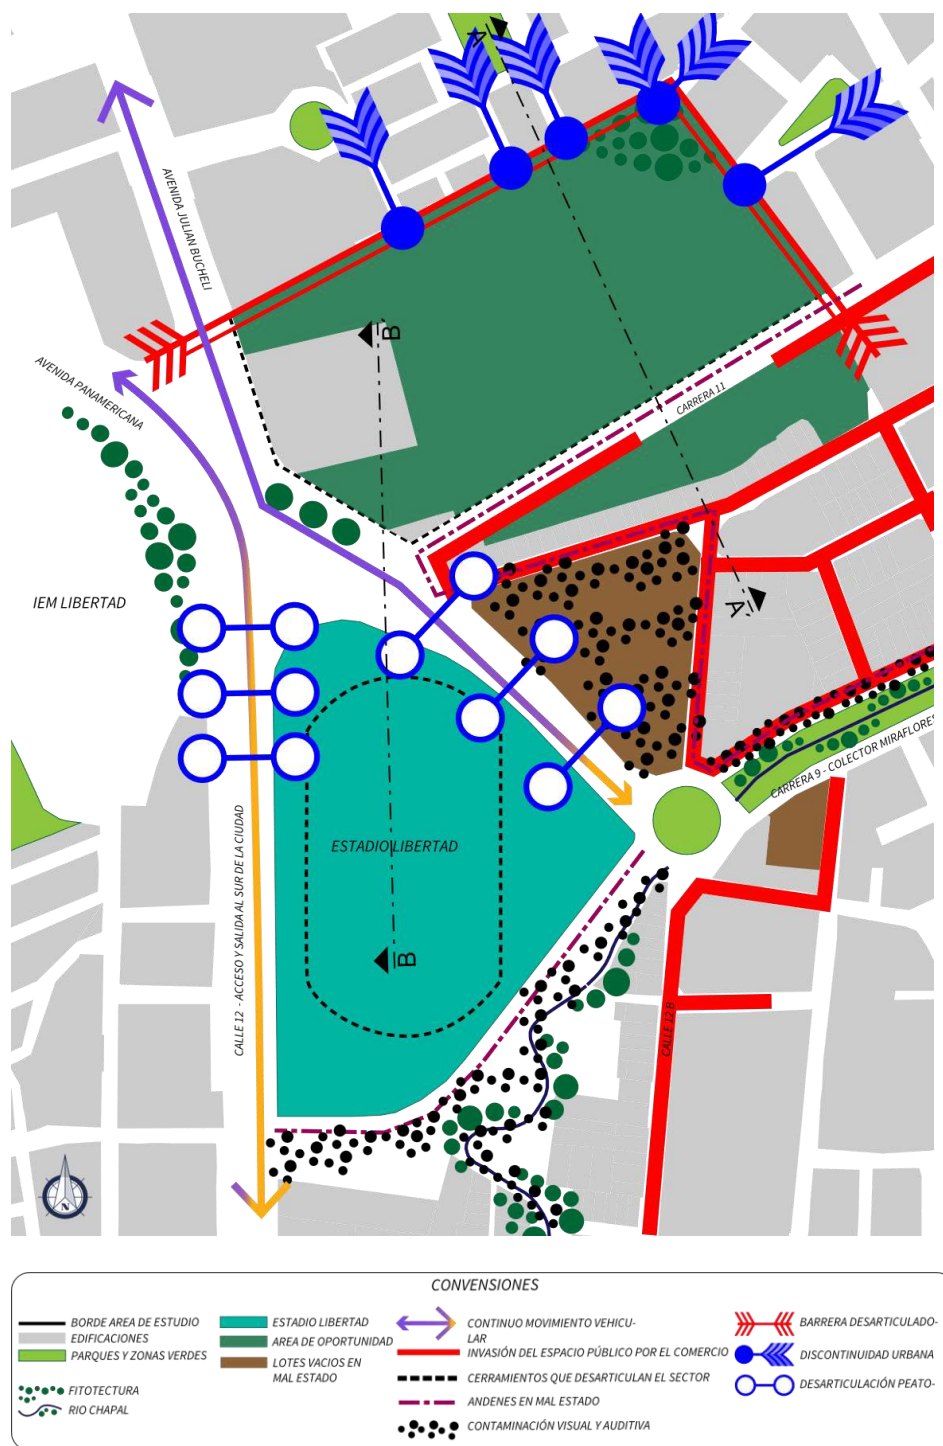 A
AVENIDA JULIAN BUCHELI
B
AVENIDA PANAMERICANA
CARRERA 11
IEM LIBERTAD
A'
CARRERA 9 - COLECTOR MIRAFLORES
ESTADIO LIBERTAD
CALLE 12 - ACCESO Y SALIDA AL SUR DE LA CIUDAD
B
CALLE 12 B
N
CONVENSIONES
BORDE AREA DE ESTUDIO
EDIFICACIONES
PARQUES Y ZONAS VERDES
FITOTECTURA
RIO CHAPAL
ESTADIO LIBERTAD
AREA DE OPORTUNIDAD
LOTES VACIOS EN
MAL ESTADO
CONTINUO MOVIMIENTO VEHICU-
LAR
INVASIÓN DEL ESPACIO PÚBLICO POR EL COMERCIO
CERRAMIENTOS QUE DESARTICULAN EL SECTOR
ANDENES EN MAL ESTADO
CONTAMINACIÓN VISUAL Y AUDITIVA
BARRERA DESARTICULADO-
DISCONTINUIDAD URBANA
DESARTICULACIÓN PEATO-